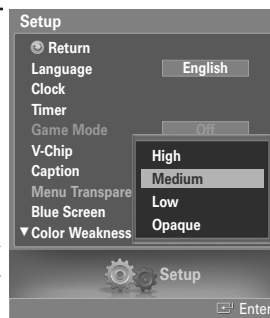 Setup
Return
Language English
Clock
Timer
Game Mode Off
V-Chip
Caption
Menu Transpare
Blue Screen
▼Color Weakness
High
Medium
Low
Opaque
Setup
Enter